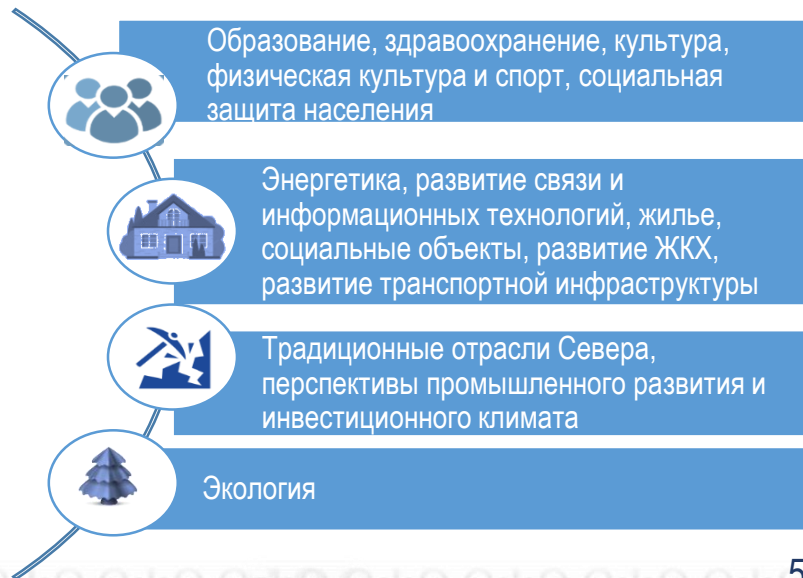 Образование, здравоохранение, культура,
физическая культура и спорт, социальная
защита населения
Энергетика, развитие связи и
информационных технологий, жилье,
социальные объекты, развитие ЖКХ,
развитие транспортной инфраструктуры
Традиционные отрасли Севера,
перспективы промышленного развития и
инвестиционного климата
Экология
5